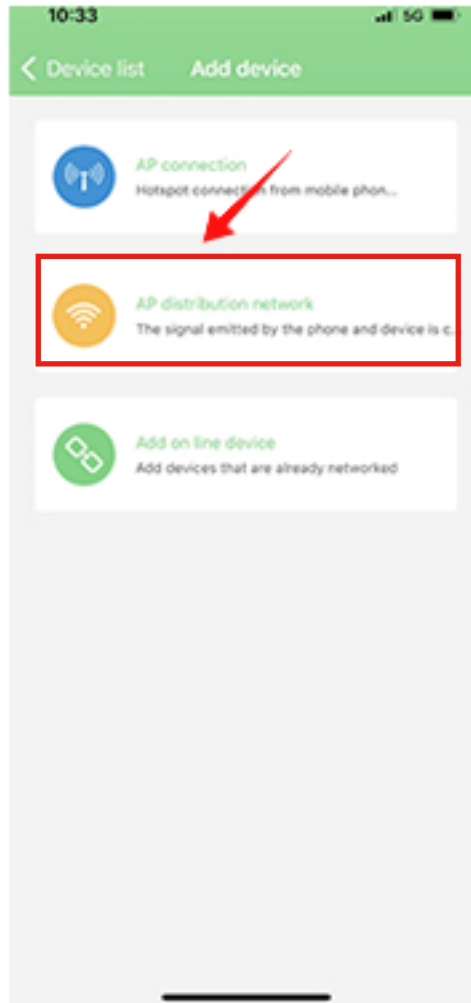 10:33
5G
Device list
Add device
AP connection
Hotspot connection from mobile phon...
AP distribution network
The signal emitted by the phone and device is c.
Add on line device
Add devices that are already networked